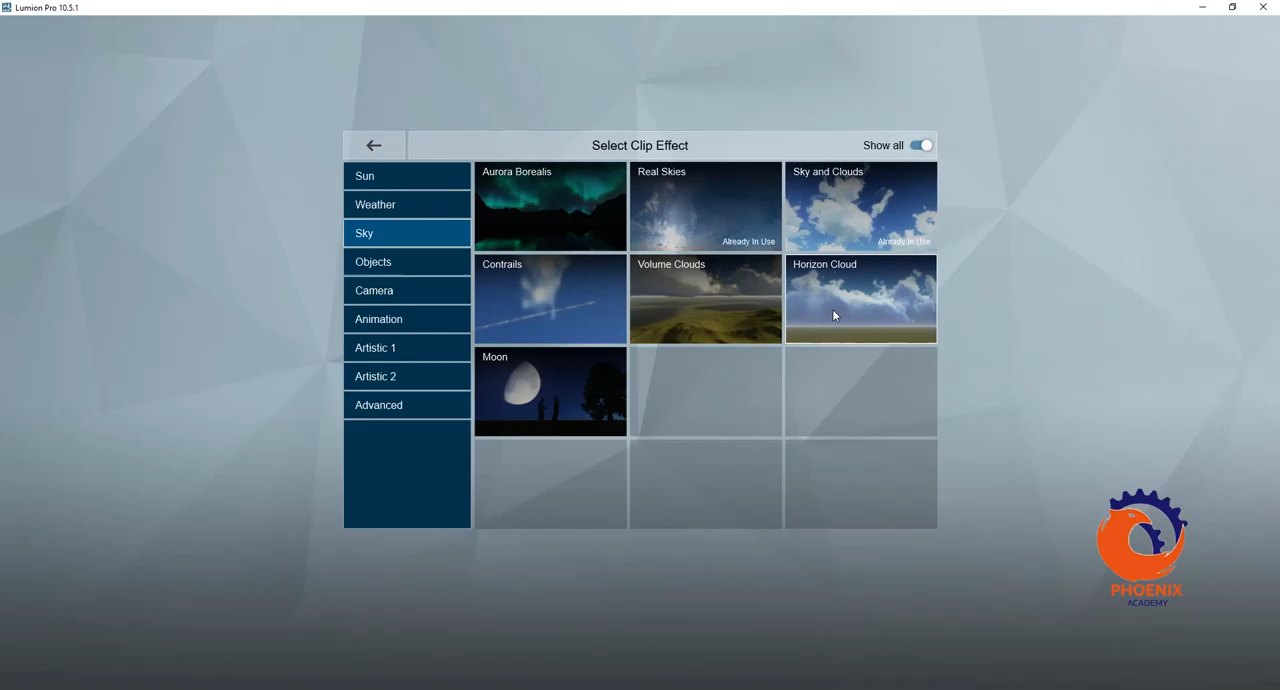 Lumion Pro 10.5.1
Select Clip Effect
Show all
Sun
Weather
Sky
Objects
Camera
Animation
Artistic 1
Artistic 2
Advanced
Aurora Borealis
Real Skies
Already In Use
Sky and Clouds
Already In Use
Contrails
Volume Clouds
Horizon Cloud
Moon
PHOENIX
ACADEMY